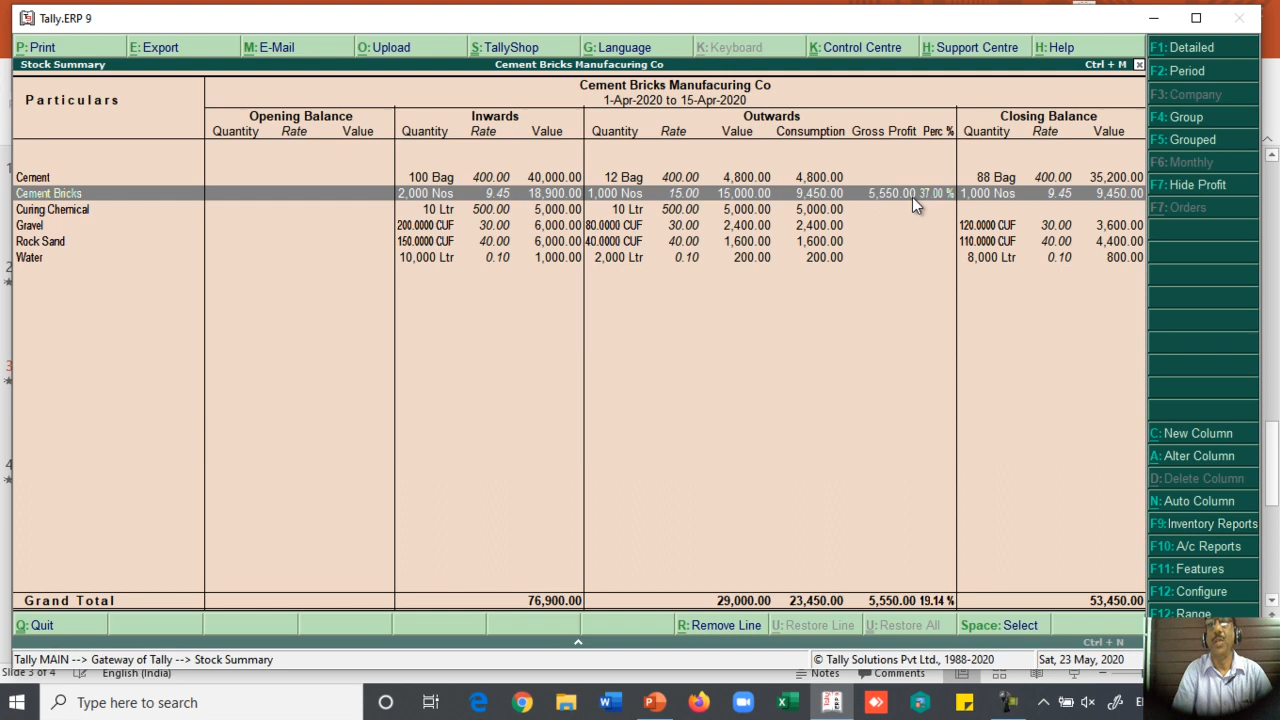 Tally.ERP 9
P: Print E: Export M: E-Mail O: Upload S: TallyShop G: Language K: Keyboard K: Control Centre H: Support Centre H: Help
Stock Summary Cement Bricks Manufacuring Co Ctrl + M
Particulars
Cement Bricks Manufacuring Co
1-Apr-2020 to 15-Apr-2020
Opening Balance Inwards Outwards Closing Balance
Quantity Rate Value Quantity Rate Value Quantity Rate Value Consumption Gross Profit Perc % Quantity Rate Value
Cement 100 Bag 400.00 40,000.00 12 Bag 400.00 4,800.00 4,800.00 88 Bag 400.00 35,200.00
Cement Bricks 2,000 Nos 9.45 18,900.00 1,000 Nos 15.00 15,000.00 9,450.00 5,550.00 37.00 % 1,000 Nos 9.45 9,450.00
Curing Chemical 10 Ltr 500.00 5,000.00 10 Ltr 500.00 5,000.00 5,000.00
Gravel 200.0000 CUF 30.00 6,000.00 80.0000 CUF 30.00 2,400.00 2,400.00 120.0000 CUF 30.00 3,600.00
Rock Sand 150.0000 CUF 40.00 6,000.00 40.0000 CUF 40.00 1,600.00 1,600.00 110.0000 CUF 40.00 4,400.00
Water 10,000 Ltr 0.10 1,000.00 2,000 Ltr 0.10 200.00 200.00 8,000 Ltr 0.10 800.00
Grand Total 76,900.00 29,000.00 23,450.00 5,550.00 19.14 % 53,450.00
F1: Detailed
F2: Period
F3: Company
F4: Group
F5: Grouped
F6: Monthly
F7: Hide Profit
F7: Orders
C: New Column
A: Alter Column
D: Delete Column
N: Auto Column
F9: Inventory Reports
F10: A/c Reports
F11: Features
F12: Configure
F12: Range
Q: Quit R: Remove Line U: Restore Line U: Restore All Space: Select
Ctrl + N
Tally MAIN --> Gateway of Tally --> Stock Summary © Tally Solutions Pvt Ltd., 1988-2020 Sat, 23 May, 2020
Slide 3 of 4 English (India) Notes Comments
Type here to search
1
2
3
4